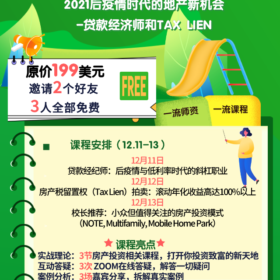 2021后疫情时代的地产新机会
-贷款经济师和TAX LIEN
原价199美元
邀请2个好友
3人全部免费
FREE
一流师资
一流课程
课程安排（12.11-13）
12月11日
贷款经纪师：后疫情与低利率时代的斜杠职业
12月12日
房产税留置权（Tax Lien）拍卖：滚动年化收益高达100%以上
12月13日
校长推荐：小众但值得关注的房产投资模式
（NOTE, Multifamily, Mobile Home Park）
课程亮点
实战理论：3节房产投资相关课程，打开你投资致富的新天地
互动答疑：3次ZOOM在线答疑，解答一切疑问
案例分析：3场嘉宾分享，拆解真实案例